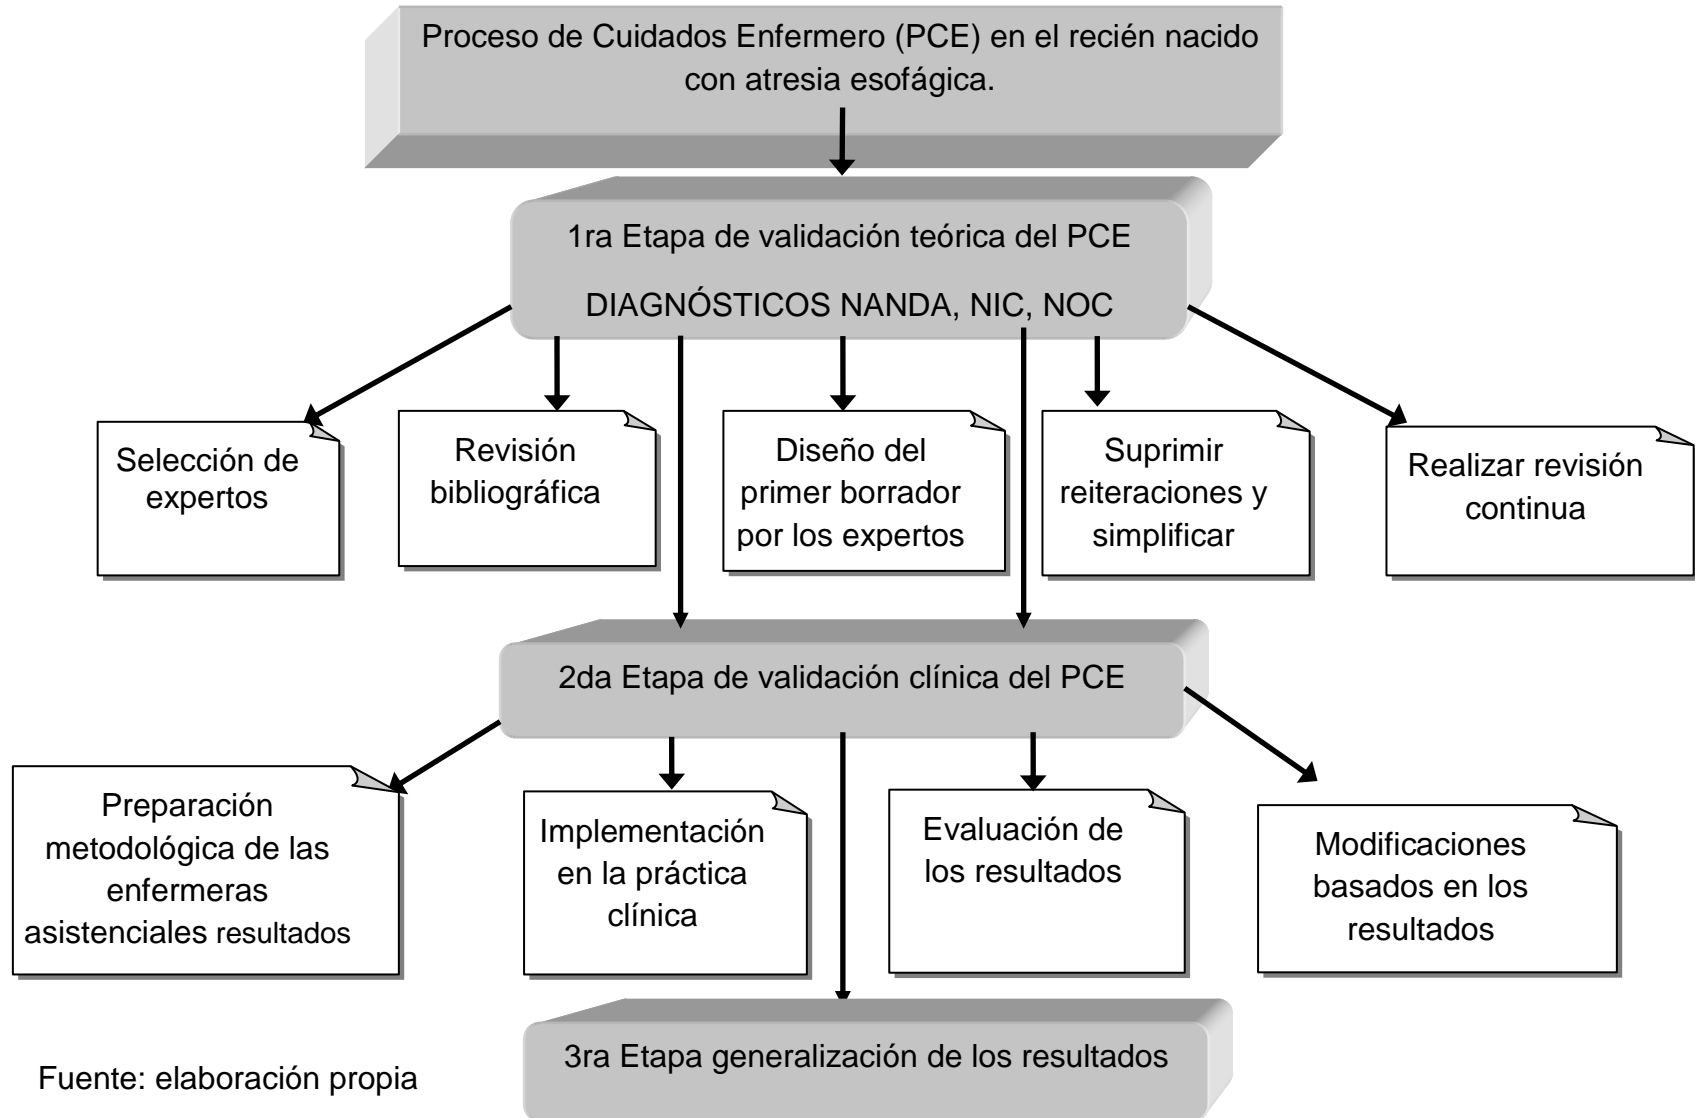 Proceso de Cuidados Enfermero (PCE) en el recién nacido
con atresia esofágica.
1ra Etapa de validación teórica del PCE
DIAGNÓSTICOS NANDA, NIC, NOC
Selección de
expertos
Revisión
bibliográfica
Diseño del
primer borrador
por los expertos
Suprimir
reiteraciones y
simplificar
Realizar revisión
continua
2da Etapa de validación clínica del PCE
Preparación
metodológica de las
enfermeras
asistenciales resultados
Implementación
en la práctica
clínica
Evaluación de
los resultados
Modificaciones
basados en los
resultados
3ra Etapa generalización de los resultados
Fuente: elaboración propia